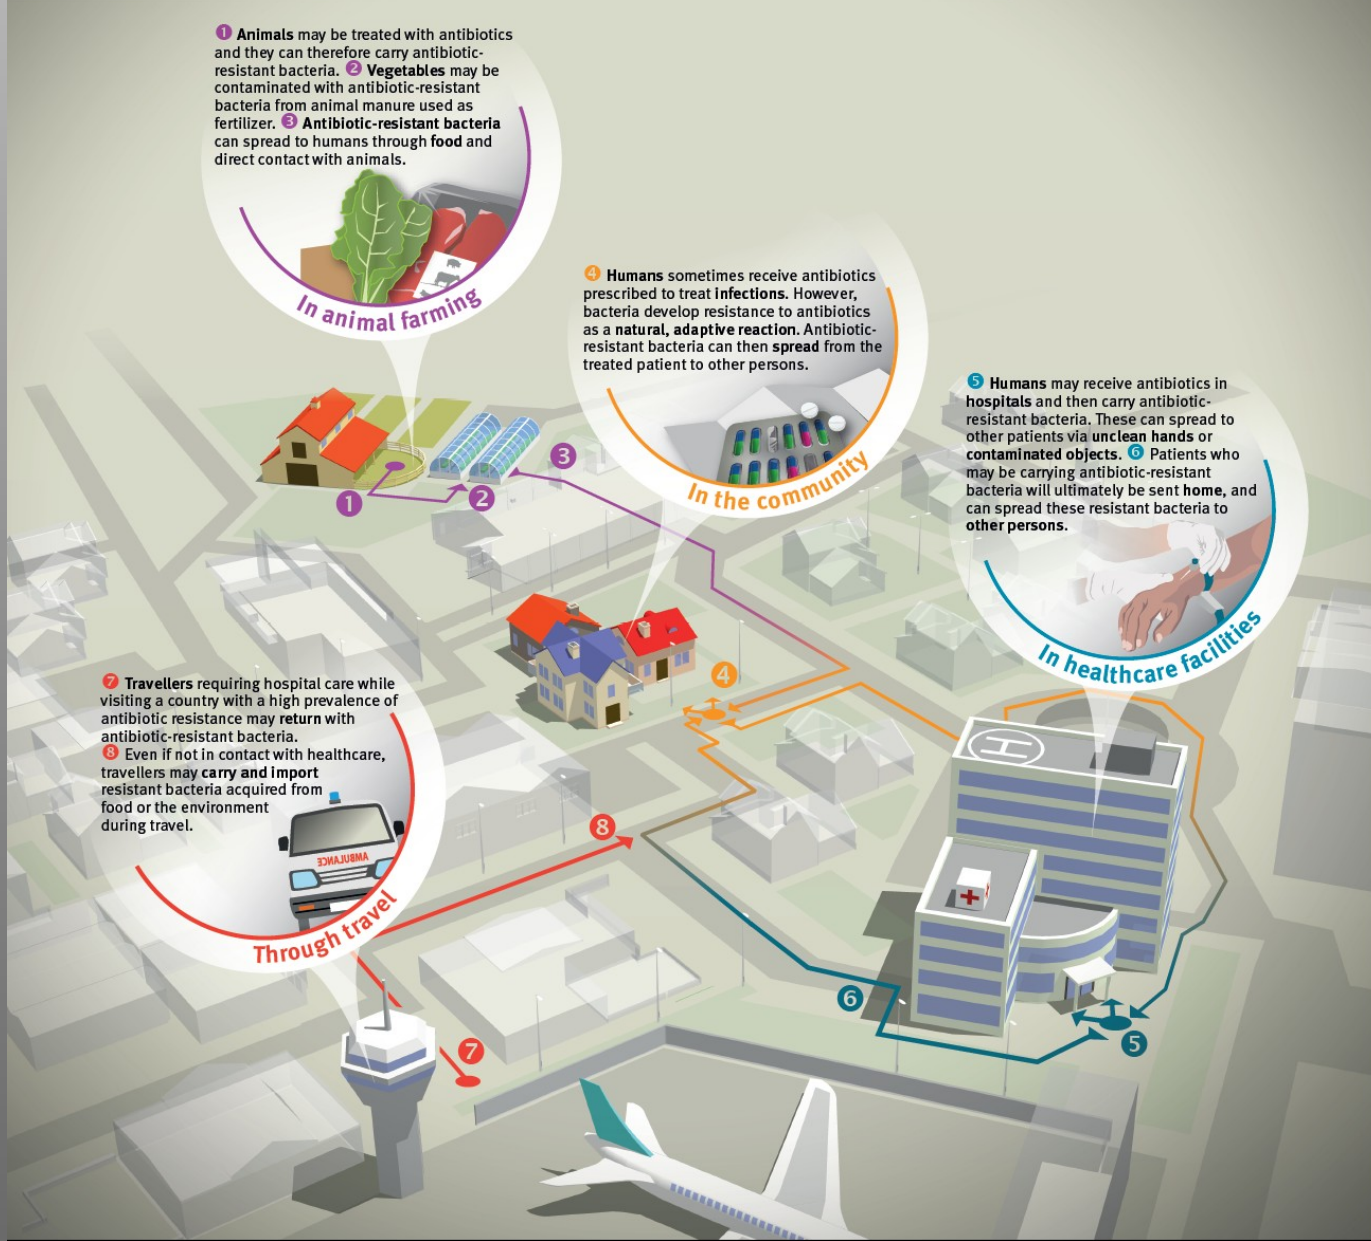 1 Animals may be treated with antibiotics
and they can therefore carry antibiotic-
resistant bacteria. 2 Vegetables may be
contaminated with antibiotic-resistant
bacteria from animal manure used as
fertilizer. 3 Antibiotic-resistant bacteria
can spread to humans through food and
direct contact with animals.
In animal farming
4 Humans sometimes receive antibiotics
prescribed to treat infections. However,
bacteria develop resistance to antibiotics
as a natural, adaptive reaction. Antibiotic-
resistant bacteria can then spread from the
treated patient to other persons.
In the community
5 Humans may receive antibiotics in
hospitals and then carry antibiotic-
resistant bacteria. These can spread to
other patients via unclean hands or
contaminated objects. 6 Patients who
may be carrying antibiotic-resistant
bacteria will ultimately be sent home, and
can spread these resistant bacteria to
other persons.
In healthcare facilities
7 Travellers requiring hospital care while
visiting a country with a high prevalence of
antibiotic resistance may return with
antibiotic-resistant bacteria.
8 Even if not in contact with healthcare,
travellers may carry and import
resistant bacteria acquired from
food or the environment
during travel.
AMBULANCE
Through travel
1
2
3
4
H
8
6
5
7